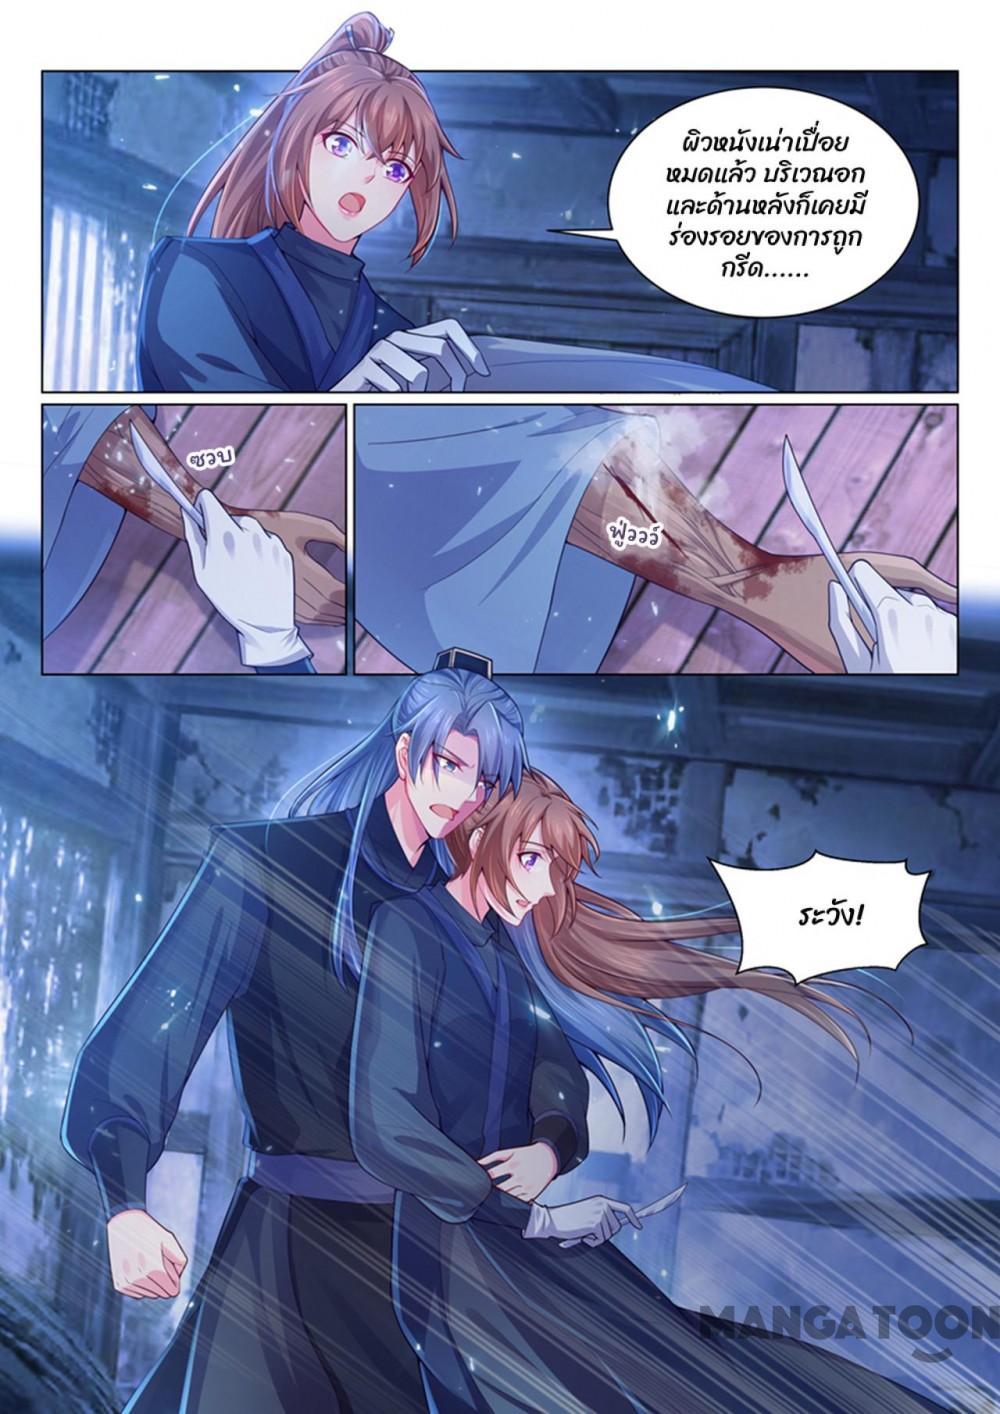 ผิวหนังเน่าเปื่อย
หมดแล้ว บริเวณอก
และด้านหลังก็เคยมี
ร่องรอยของการถูก
กรีด......
ซวบ
ฟู่ววว์
ระวัง!
MANGATOON